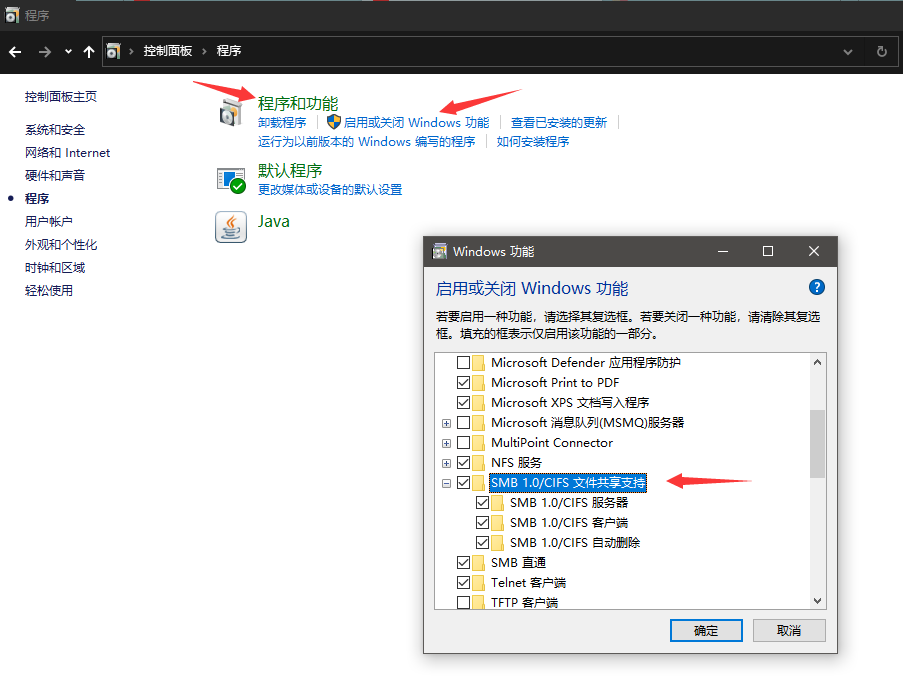 程序
控制面板 程序
控制面板主页
系统和安全
网络和 Internet
硬件和声音
程序
用户帐户
外观和个性化
时钟和区域
轻松使用
程序和功能
卸载程序 启用或关闭 Windows 功能 查看已安装的更新
运行为以前版本的 Windows 编写的程序 如何安装程序
默认程序
更改媒体或设备的默认设置
Java
Windows 功能
启用或关闭 Windows 功能 ?
若要启用一种功能，请选择其复选框。若要关闭一种功能，请清除其复选
框。填充的框表示仅启用该功能的一部分。
Microsoft Defender 应用程序防护
Microsoft Print to PDF
Microsoft XPS 文档写入程序
Microsoft 消息队列(MSMQ)服务器
MultiPoint Connector
NFS 服务
SMB 1.0/CIFS 文件共享支持
SMB 1.0/CIFS 服务器
SMB 1.0/CIFS 客户端
SMB 1.0/CIFS 自动删除
SMB 直通
Telnet 客户端
TFTP 客户端
确定 取消